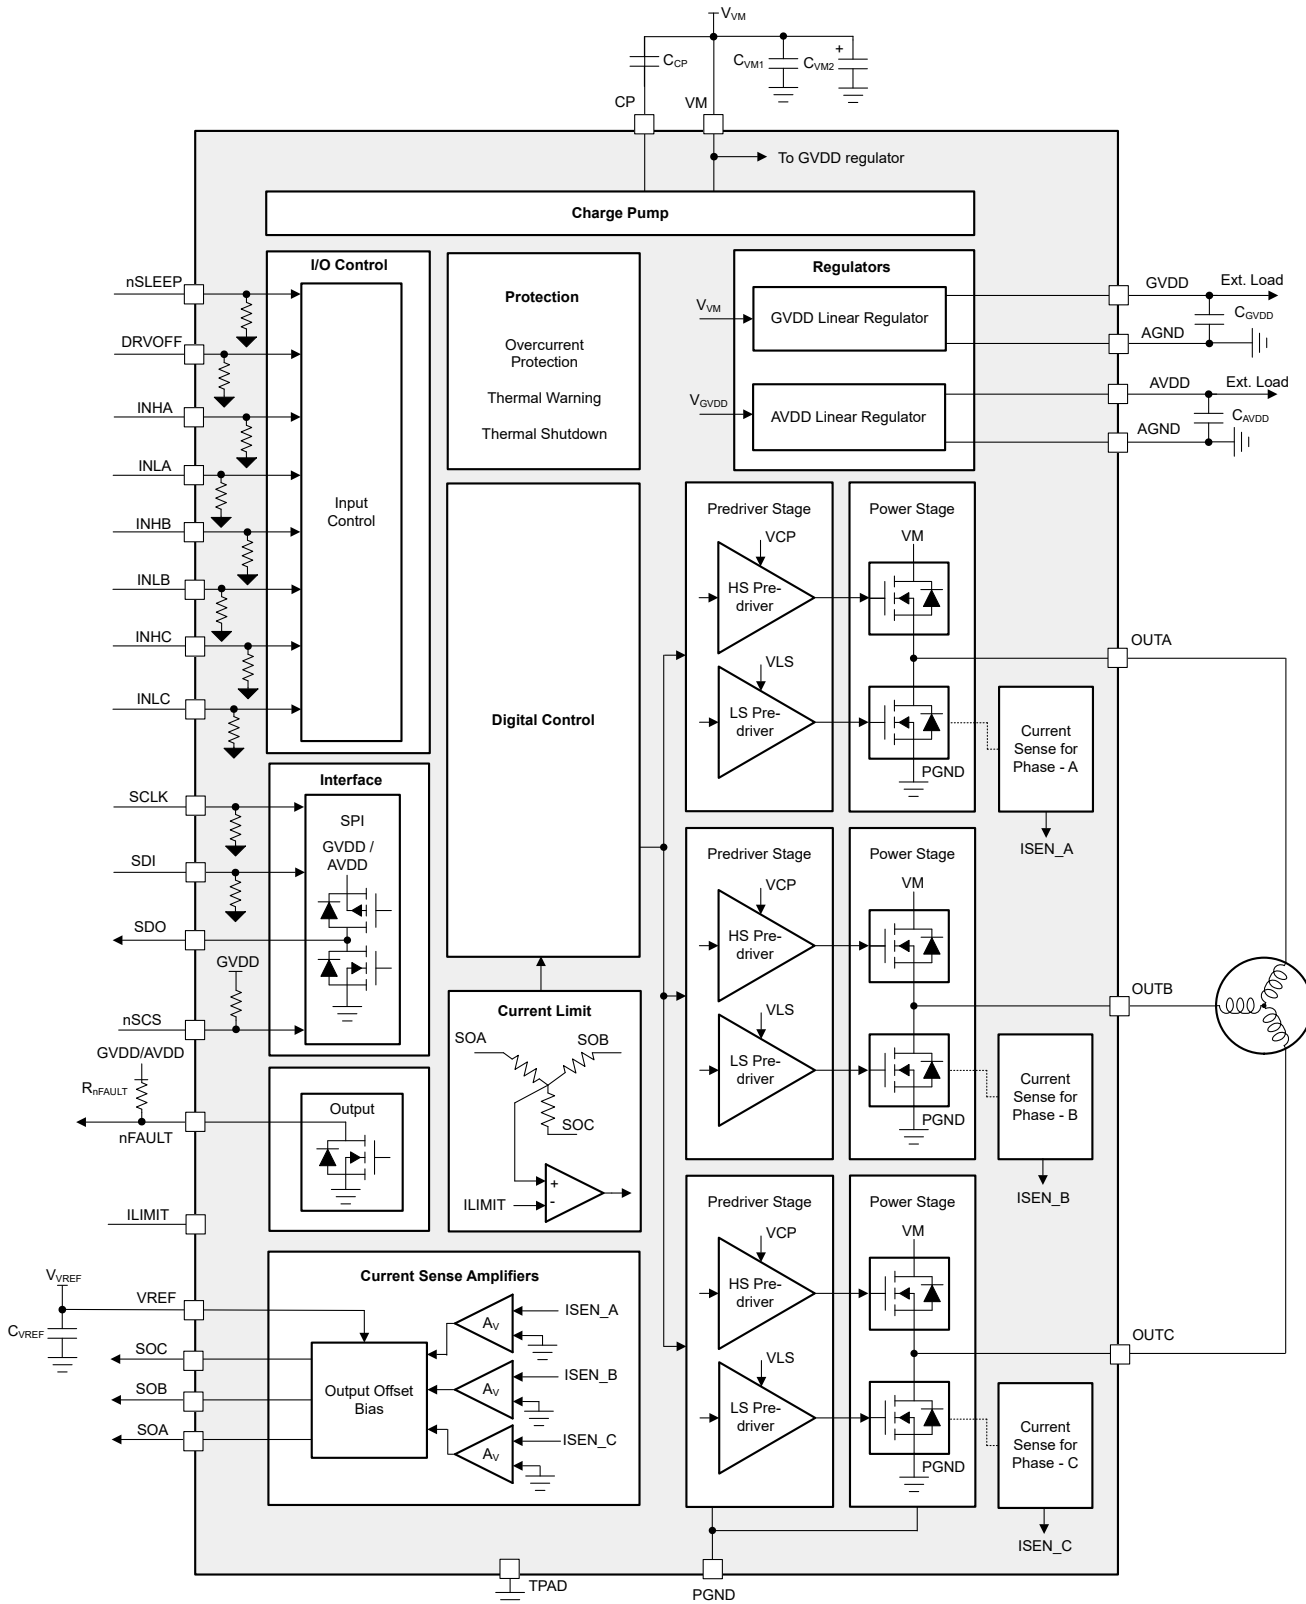 VVM
CCP
CVM1
CVM2
+
CP
VM
To GVDD regulator
Charge Pump
I/O Control
Input
Control
nSLEEP
DRVOFF
INHA
INLA
INHB
INLB
INHC
INLC
Protection
Overcurrent
Protection
Thermal Warning
Thermal Shutdown
Regulators
VVM
GVDD Linear Regulator
VGVDD
AVDD Linear Regulator
GVDD
Ext. Load
CGVDD
AGND
AVDD
Ext. Load
CAVDD
AGND
Digital Control
Predriver Stage
VCP
HS Pre-
driver
VLS
LS Pre-
driver
Power Stage
VM
PGND
OUTA
Current
Sense for
Phase - A
ISEN_A
Interface
SPI
GVDD /
AVDD
SCLK
SDI
SDO
GVDD
nSCS
GVDD/AVDD
RnFAULT
nFAULT
Output
Predriver Stage
VCP
HS Pre-
driver
VLS
LS Pre-
driver
Power Stage
VM
PGND
OUTB
Current
Sense for
Phase - B
ISEN_B
Current Limit
SOA
SOB
SOC
+
-
ILIMIT
ILIMIT
Predriver Stage
VCP
HS Pre-
driver
VLS
LS Pre-
driver
Power Stage
VM
PGND
OUTC
Current
Sense for
Phase - C
ISEN_C
Current Sense Amplifiers
VVREF
VREF
CVREF
SOC
SOB
SOA
Output Offset
Bias
AV
ISEN_A
AV
ISEN_B
AV
ISEN_C
TPAD
PGND